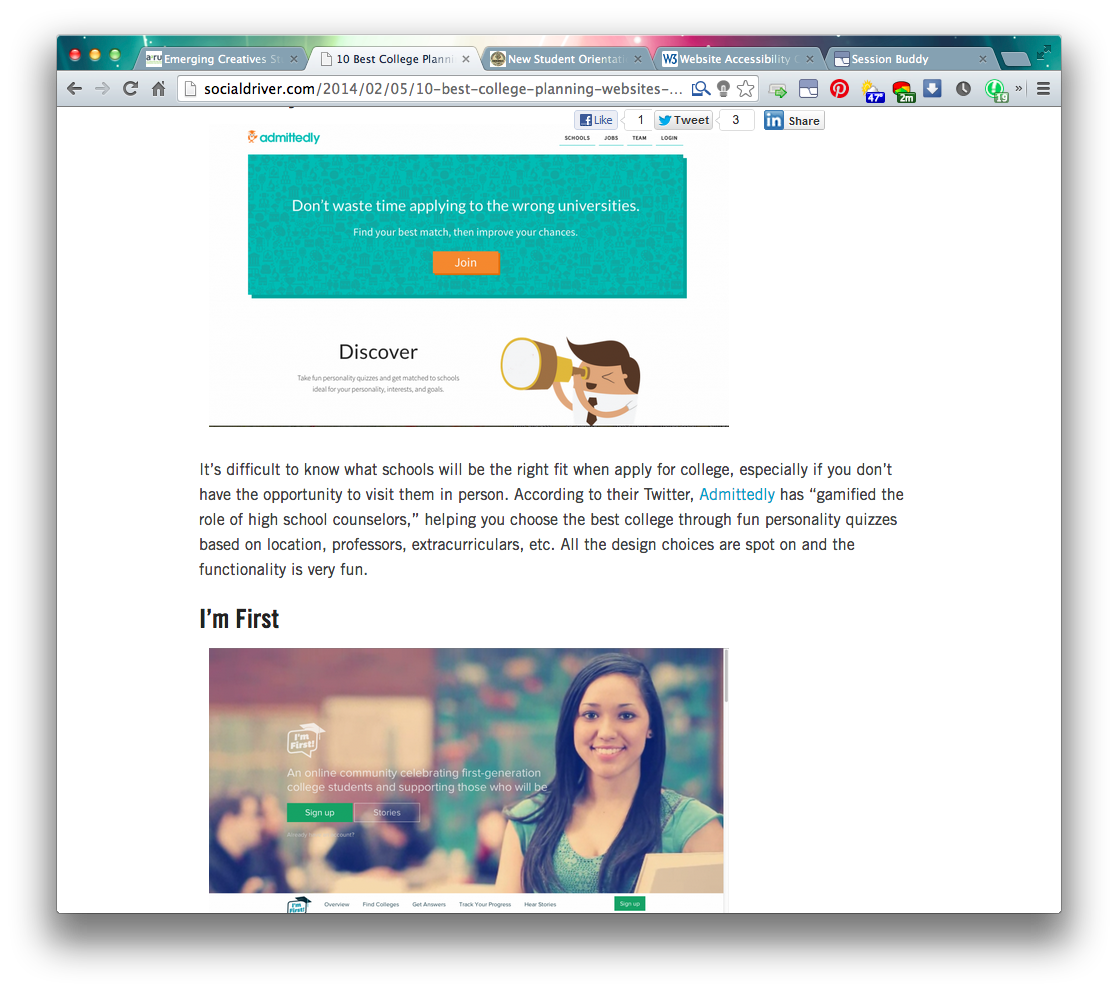 a·ru Emerging Creatives St
10 Best College Planni
New Student Orientat
W3 Website Accessibility
Session Buddy
socialdriver.com/2014/02/05/10-best-college-planning-websites-...
47°
2m
19
»
Like
1
Tweet
3
in Share
admittedly
SCHOOLS JOBS TEAM LOGIN
Don't waste time applying to the wrong universities.
Find your best match, then improve your chances.
Join
Discover
Take fun personality quizzes and get matched to schools
ideal for your personality, interests, and goals.
It's difficult to know what schools will be the right fit when apply for college, especially if you don't
have the opportunity to visit them in person. According to their Twitter, Admittedly has “gamified the
role of high school counselors,” helping you choose the best college through fun personality quizzes
based on location, professors, extracurriculars, etc. All the design choices are spot on and the
functionality is very fun.
I'm First
I'm
First!
An online community celebrating first-generation
college students and supporting those who will be.
Sign up Stories
Already count?
I'm
First!
Overview Find Colleges Get Answers Track Your Progress Hear Stories Sign up